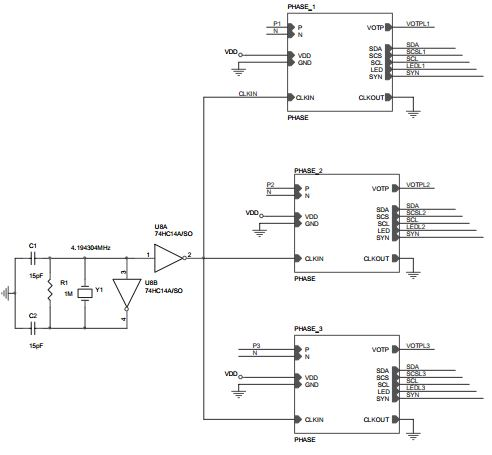 PHASE_1
P1 P VOTP VOTPL1
N N
SDA SDA
VDD VDD SCS SCSL1
GND SCL SCL
LED LEDL1
SYN SYN
CLKIN CLKIN CLKOUT
PHASE
PHASE_2
P2 P VOTP VOTPL2
N N
SDA SDA
VDD VDD SCS SCSL2
GND SCL SCL
LED LEDL2
SYN SYN
CLKIN CLKOUT
PHASE
U8A
74HC14A/SO
C1 4.194304MHz 1 2
15pF
3
R1 U8B
1M Y1 74HC14A/SO
C2 4
15pF
PHASE_3
P3 P VOTP VOTPL3
N N
SDA SDA
VDD VDD SCS SCSL3
GND SCL SCL
LED LEDL3
SYN SYN
CLKIN CLKOUT
PHASE